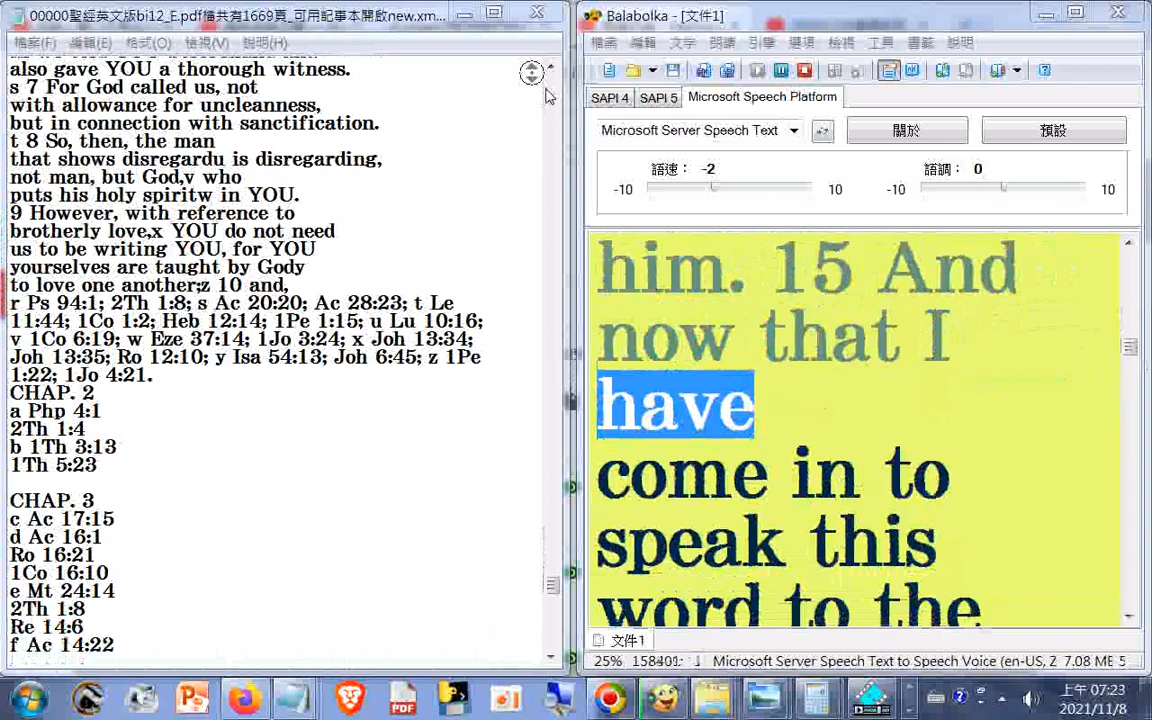 00000聖經英文版bi12_E.pdf檔共有1669頁_可用記事本開啟new.xm...
檔案(F) 編輯(E) 格式(O) 檢視(V) 說明(H)
also gave YOU a thorough witness.
s 7 For God called us, not
with allowance for uncleanness,
but in connection with sanctification.
t 8 So, then, the man
that shows disregardu is disregarding,
not man, but God,v who
puts his holy spiritw in YOU.
9 However, with reference to
brotherly love,x YOU do not need
us to be writing YOU, for YOU
yourselves are taught by Gody
to love one another;z 10 and,
r Ps 94:1; 2Th 1:8; s Ac 20:20; Ac 28:23; t Le
11:44; 1Co 1:2; Heb 12:14; 1Pe 1:15; u Lu 10:16;
v 1Co 6:19; w Eze 37:14; 1Jo 3:24; x Joh 13:34;
Joh 13:35; Ro 12:10; y Isa 54:13; Joh 6:45; z 1Pe
1:22; 1Jo 4:21.
CHAP. 2
a Php 4:1
2Th 1:4
b 1Th 3:13
1Th 5:23
CHAP. 3
c Ac 17:15
d Ac 16:1
Ro 16:21
1Co 16:10
e Mt 24:14
2Th 1:8
Re 14:6
f Ac 14:22
Balabolka - [文件1]
檔案 編輯 文字 朗讀 引擎 選項 檢視 工具 書籤 說明
SAPI 4 SAPI 5 Microsoft Speech Platform
Microsoft Server Speech Text 關於 預設
語速： -2 語調： 0
-10 10 -10 10
him. 15 And
now that I
have
come in to
speak this
word to the
文件1
25% 158401: 1 Microsoft Server Speech Text to Speech Voice (en-US, 2 7.08 MB 5
上午 07:23
2021/11/8